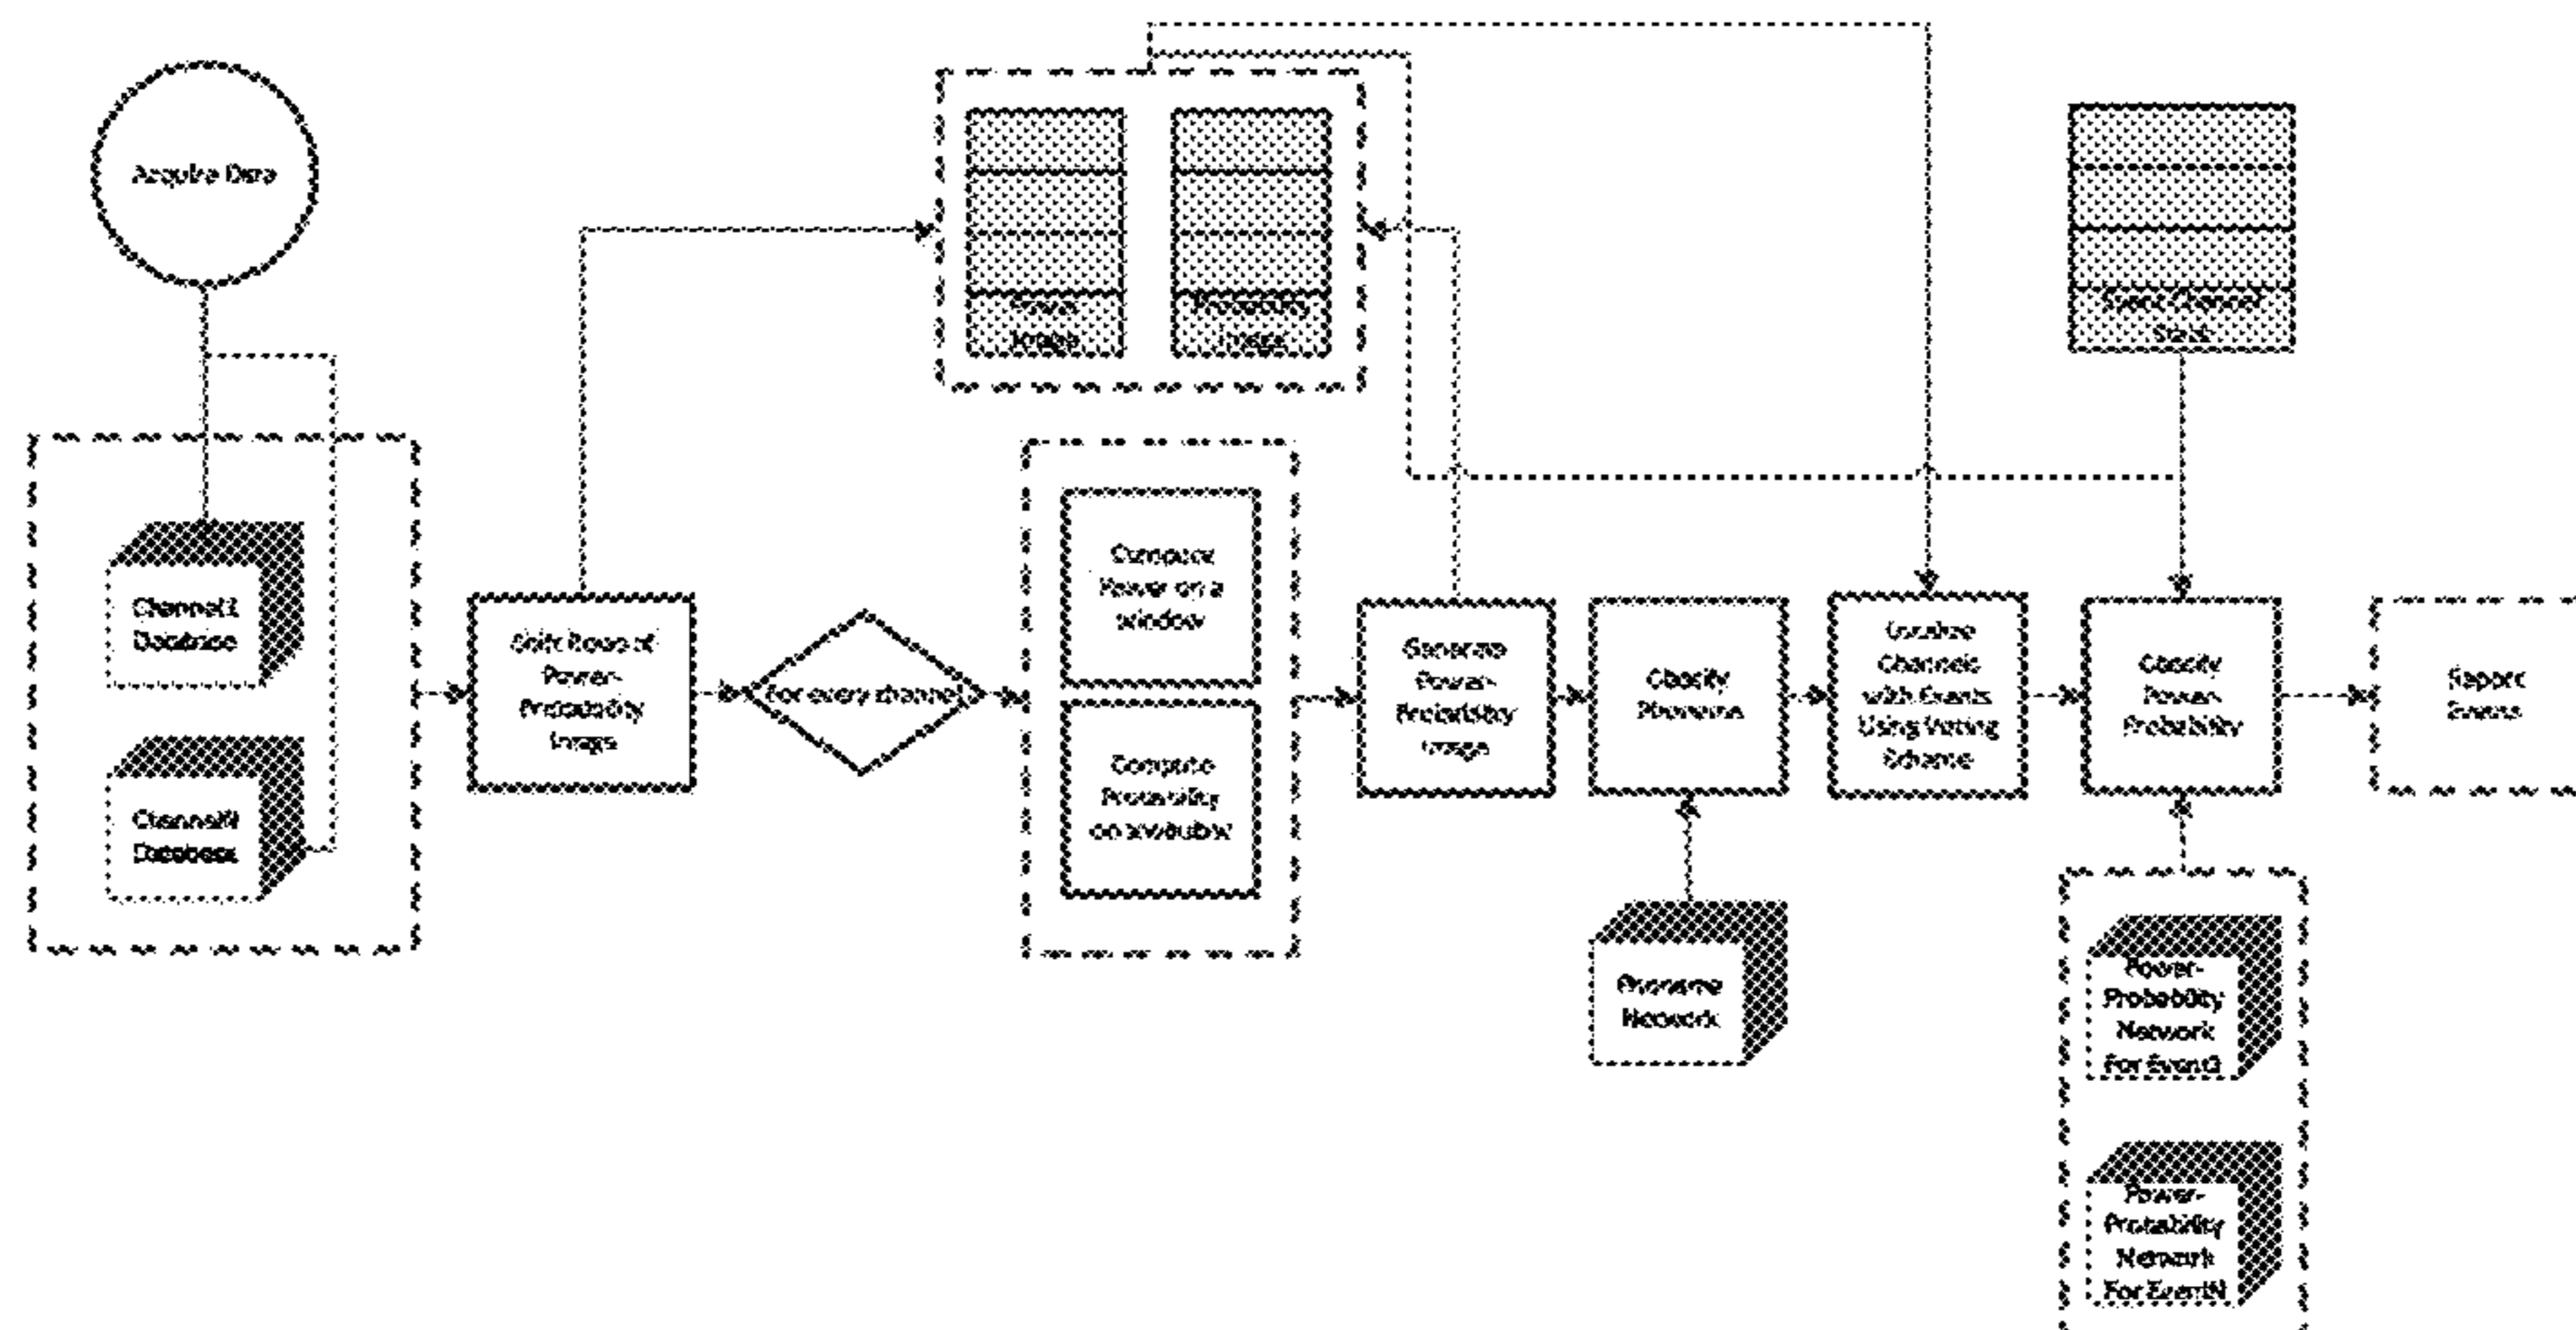 Acquire Data
Power
Image
Probability
Image
Event Channel
Stack
Channel1
Database
ChannelN
Database
Shift Rows of
Power-
Probability
Image
For every channel
Compute
Power on a
window
Compute
Probability
on a window
Generate
Power-
Probability
Image
Classify
Phoneme
Localize
Channels
with Events
Using Voting
Scheme
Classify
Power-
Probability
Report
Events
Phoneme
Network
Power-
Probability
Network
For Event
Power-
Probability
Network
For EventN